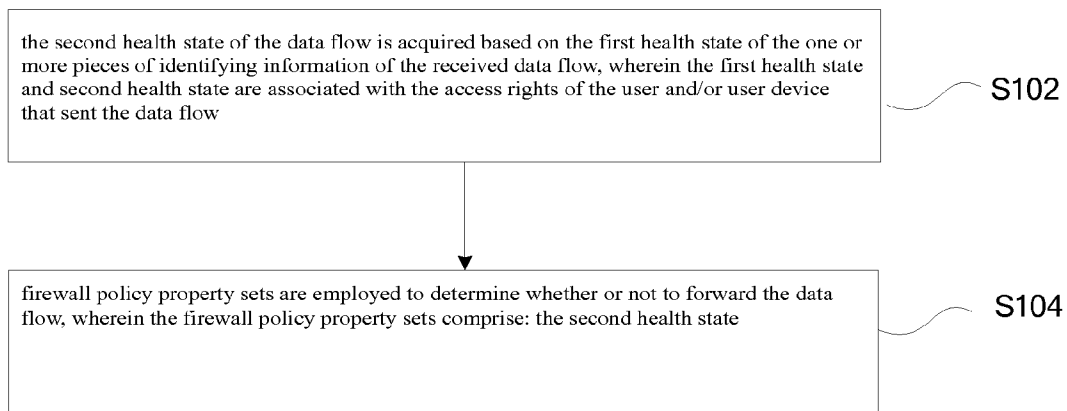 the second health state of the data flow is acquired based on the first health state of the one or
more pieces of identifying information of the received data flow, wherein the first health state
and second health state are associated with the access rights of the user and/or user device
that sent the data flow
S102
firewall policy property sets are employed to determine whether or not to forward the data
flow, wherein the firewall policy property sets comprise: the second health state
S104